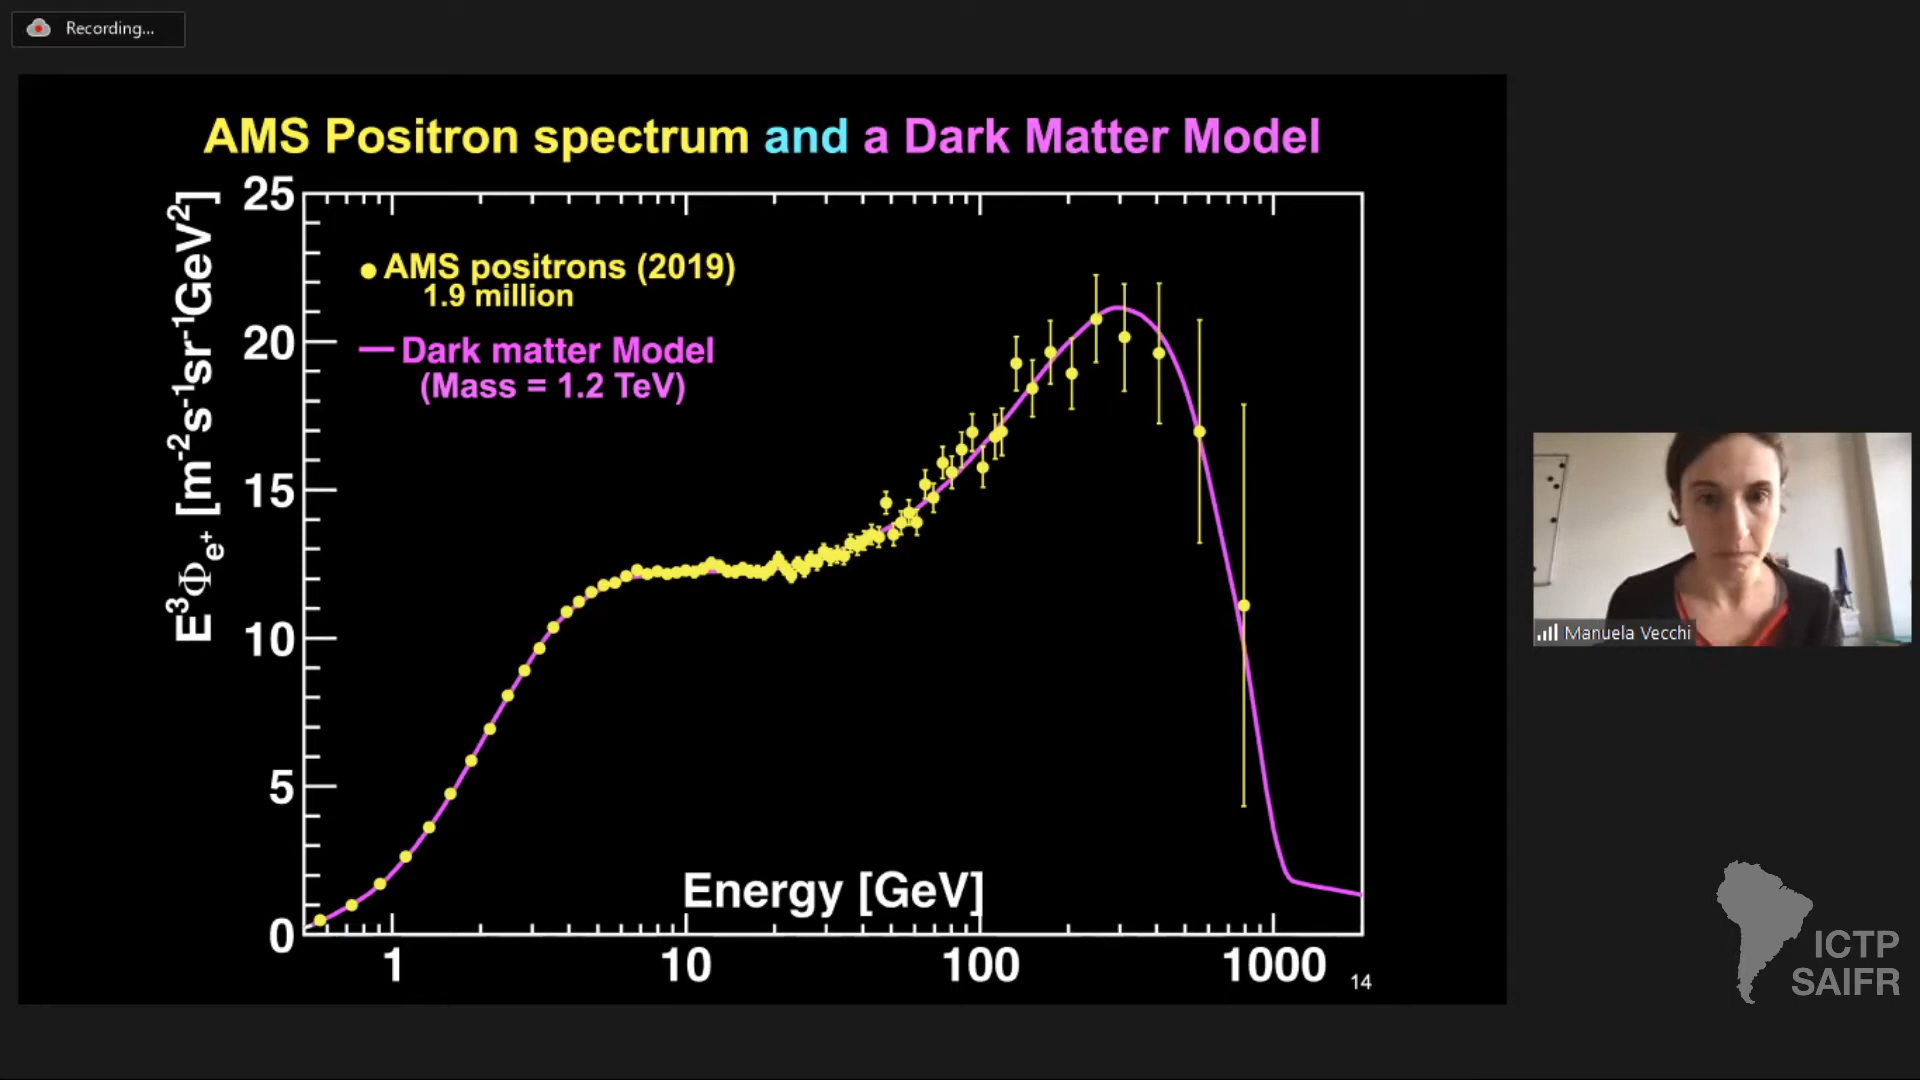 Recording...
AMS Positron spectrum and a Dark Matter Model
E³Φe⁺ [m⁻²s⁻¹sr⁻¹GeV²]
25
20
15
10
5
0
AMS positrons (2019)
1.9 million
Dark matter Model
(Mass = 1.2 TeV)
Energy [GeV]
1 10 100 1000
14
Manuela Vecchi
ICTP
SAIFR